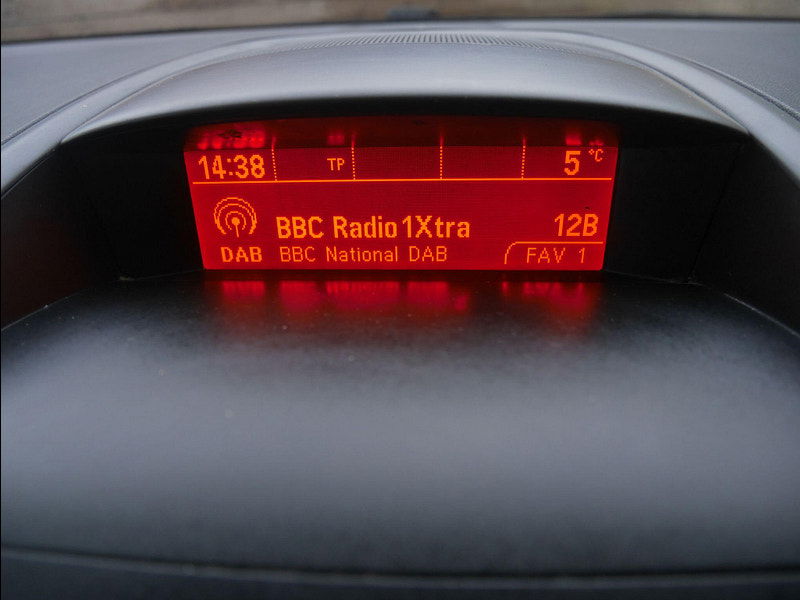 14:38 TP 5 °C
BBC Radio 1Xtra 12B
DAB BBC National DAB FAV 1